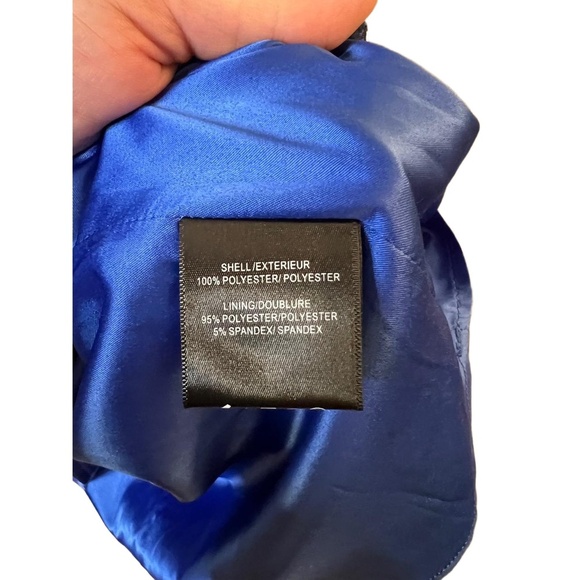 SHELL/EXTERIEUR
100% POLYESTER/ POLYESTER
LINING/DOUBLURE
95% POLYESTER/POLYESTER
5% SPANDEX/ SPANDEX